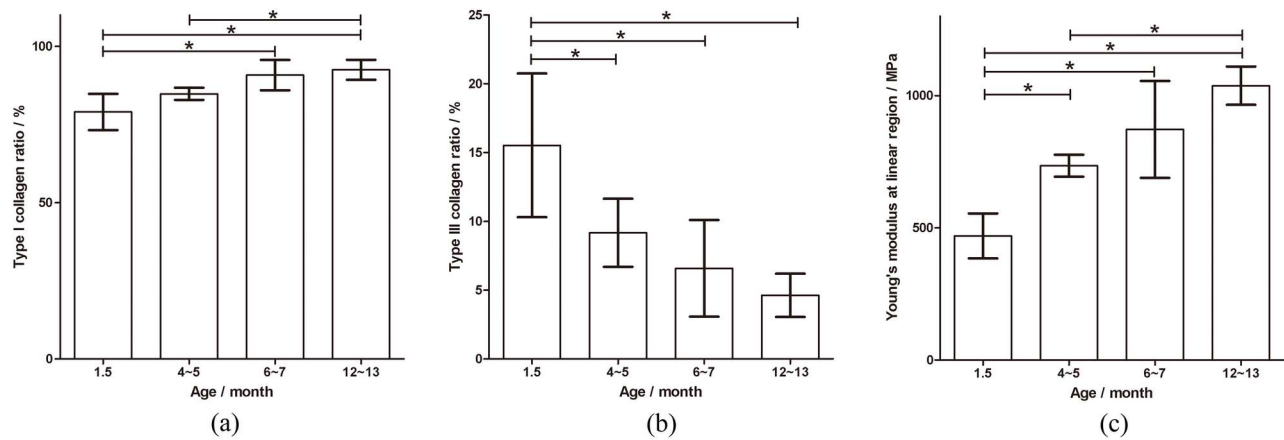 *
*
*
100
50
0
Type I collagen ratio / %
1.5 4~5 6~7 12~13
Age / month
(a)
*
*
*
25
20
15
10
5
0
Type III collagen ratio / %
1.5 4~5 6~7 12~13
Age / month
(b)
*
*
*
*
1000
500
0
Young's modulus at linear region / MPa
1.5 4~5 6~7 12~13
Age / month
(c)